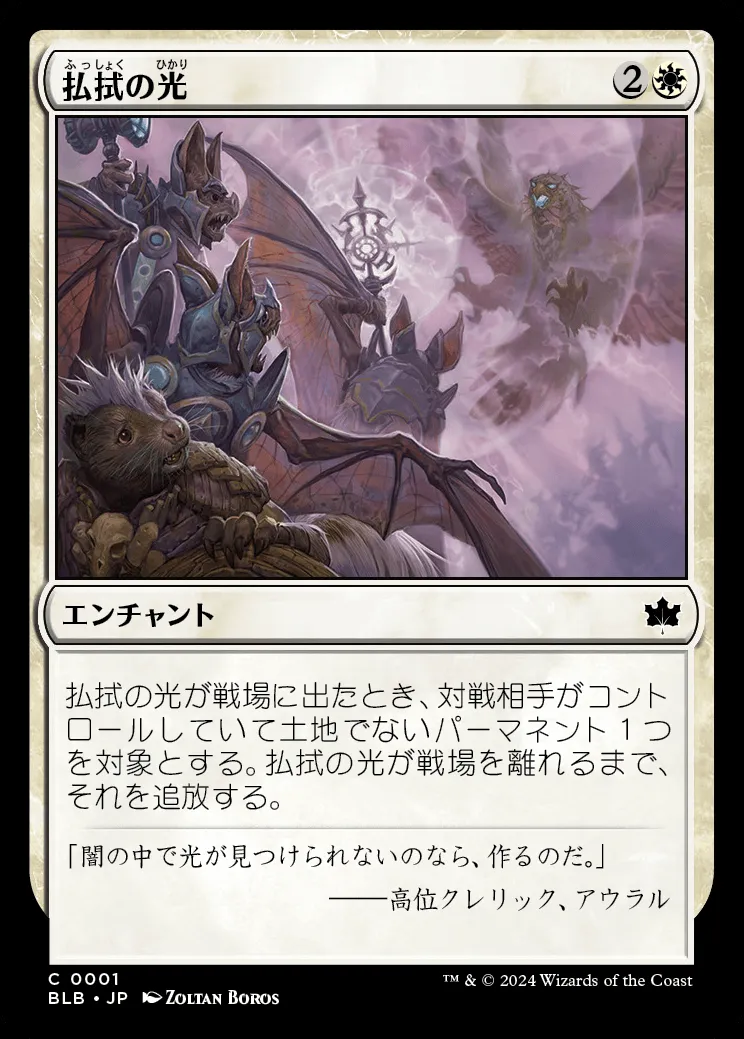 ふっしょく ひかり
払拭の光 2
エンチャント
払拭の光が戦場に出たとき、対戦相手がコント
ロールしていて土地でないパーマネント1つ
を対象とする。払拭の光が戦場を離れるまで、
それを追放する。
「闇の中で光が見つけられないのなら、作るのだ。」
――高位クレリック、アウラル
C 0001
BLB • JP ZOLTAN BOROS
™ & © 2024 Wizards of the Coast